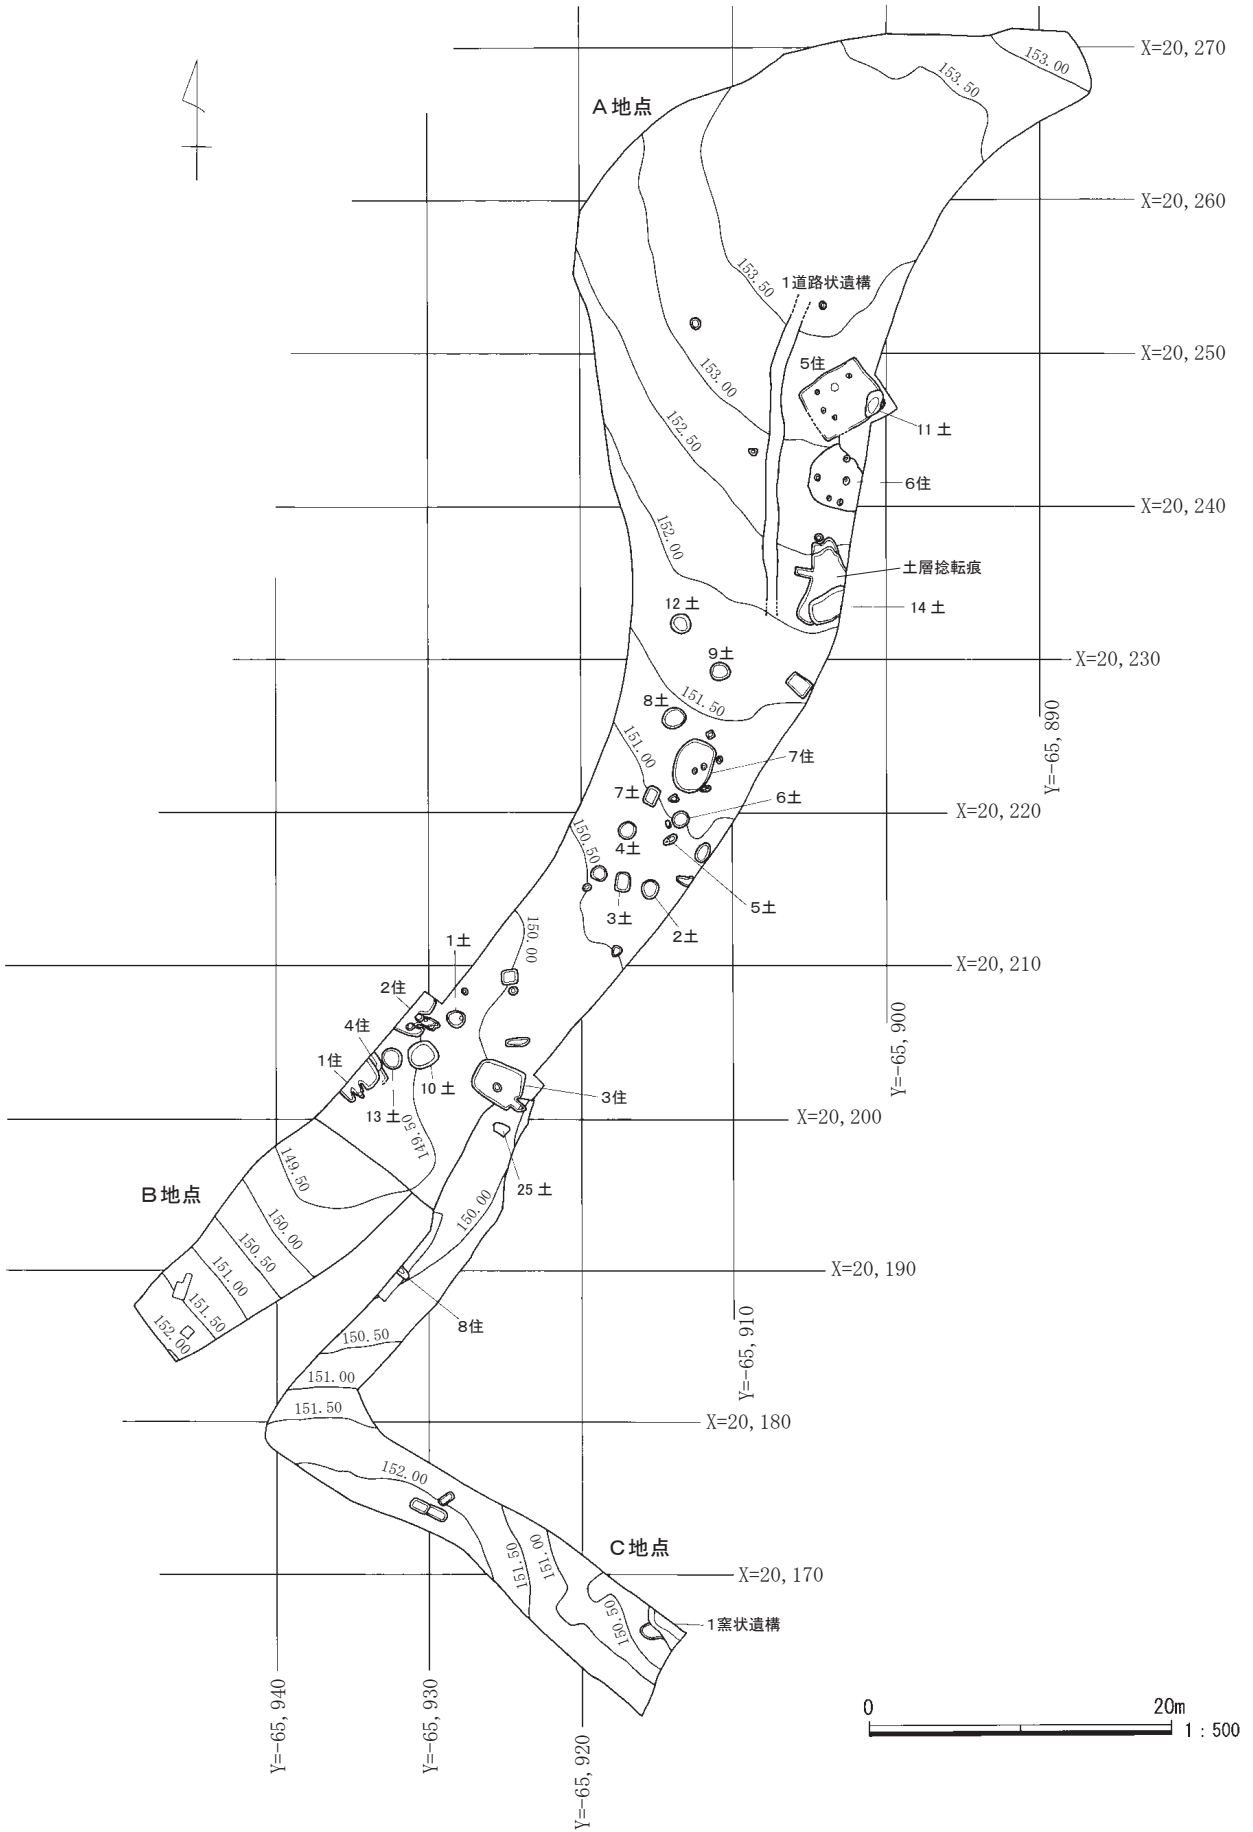 X=20,270
153.00
153.50
A地点
X=20,260
153.50
1道路状遺構
X=20,250
5住
153.00
152.50
11土
6住
X=20,240
152.00
土層捻転痕
14土
12土
9土
X=20,230
151.50
8土
Y=-65,890
151.00
7住
7土
6土
X=20,220
150.50
4土
5土
3土
2土
150.00
1土
X=20,210
2住
4住
Y=-65,900
1住
10土
3住
13土
149.50
X=20,200
149.50
25土
B地点
150.00
150.00
150.50
151.00
X=20,190
151.50
152.00
8住
Y=-65,910
150.50
151.00
151.50
X=20,180
152.00
C地点
151.50
151.00
X=20,170
150.50
1窯状遺構
Y=-65,940
Y=-65,930
Y=-65,920
0 20m
1:500